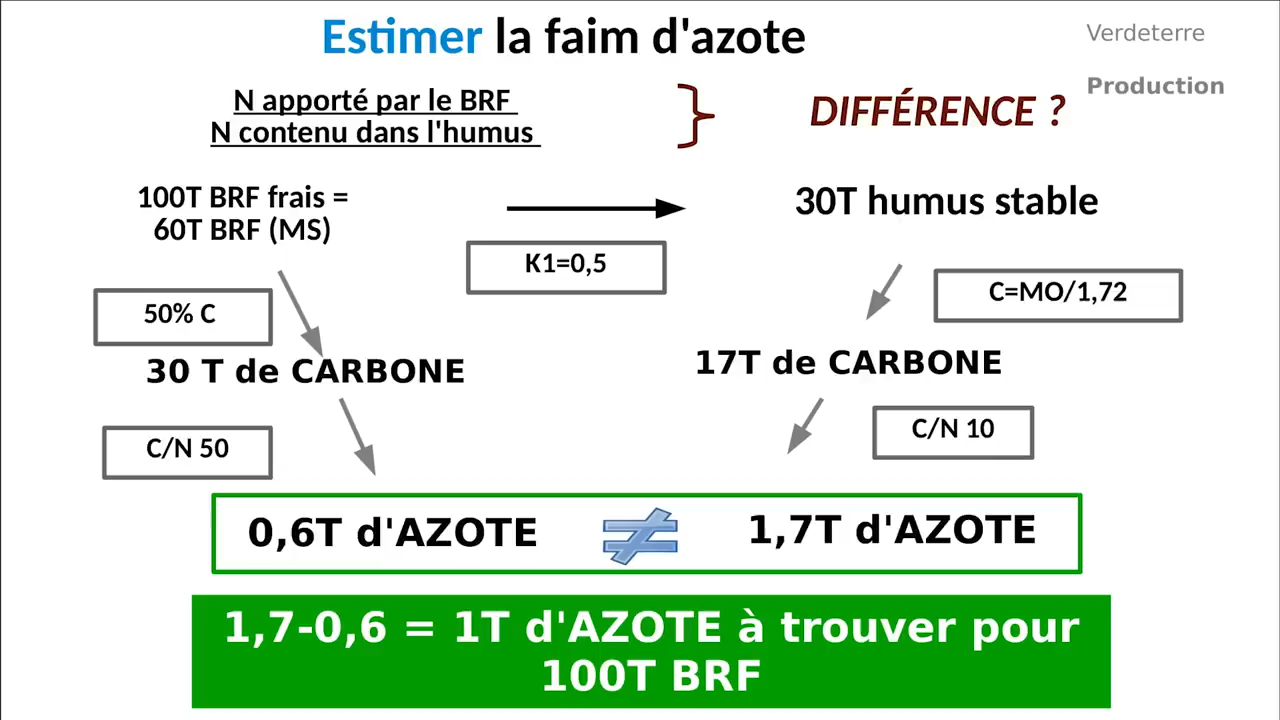 Estimer la faim d'azote
Verdeterre
Production
N apporté par le BRF
N contenu dans l'humus
DIFFÉRENCE ?
100T BRF frais =
60T BRF (MS)
30T humus stable
K1=0,5
50% C
C=MO/1,72
30 T de CARBONE
17T de CARBONE
C/N 50
C/N 10
0,6T d'AZOTE ≠ 1,7T d'AZOTE
1,7-0,6 = 1T d'AZOTE à trouver pour
100T BRF